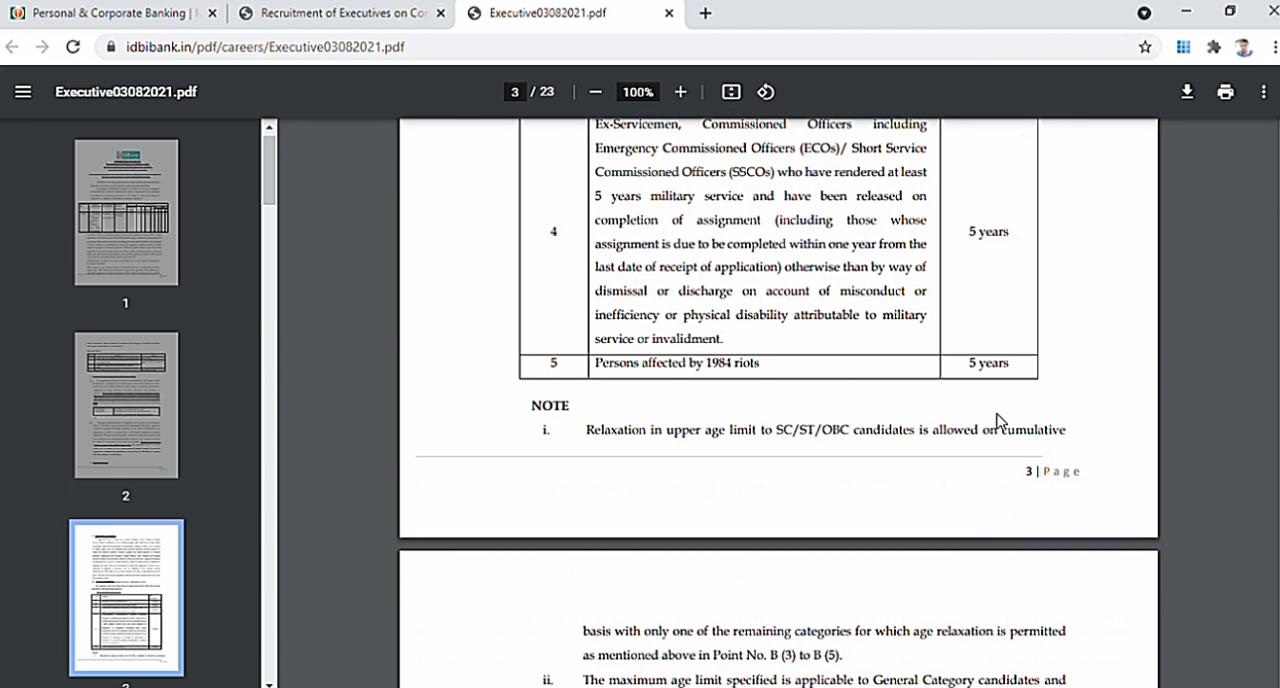 Personal & Corporate Banking |
Recruitment of Executives on Co
Executive03082021.pdf
idbibank.in/pdf/careers/Executive03082021.pdf
Executive03082021.pdf
3 / 23
100%
Ex-Servicemen, Commissioned Officers including
Emergency Commissioned Officers (ECOs)/ Short Service
Commissioned Officers (SSCOs) who have rendered at least
5 years military service and have been released on
completion of assignment (including those whose
4
5 years
assignment is due to be completed within one year from the
last date of receipt of application) otherwise than by way of
dismissal or discharge on account of misconduct or
inefficiency or physical disability attributable to military
service or invalidment.
5 Persons affected by 1984 riots 5 years
NOTE
i. Relaxation in upper age limit to SC/ST/OBC candidates is allowed on cumulative
3 | P a g e
basis with only one of the remaining categories for which age relaxation is permitted
as mentioned above in Point No. B (3) to B (5).
ii. The maximum age limit specified is applicable to General Category candidates and
1
2